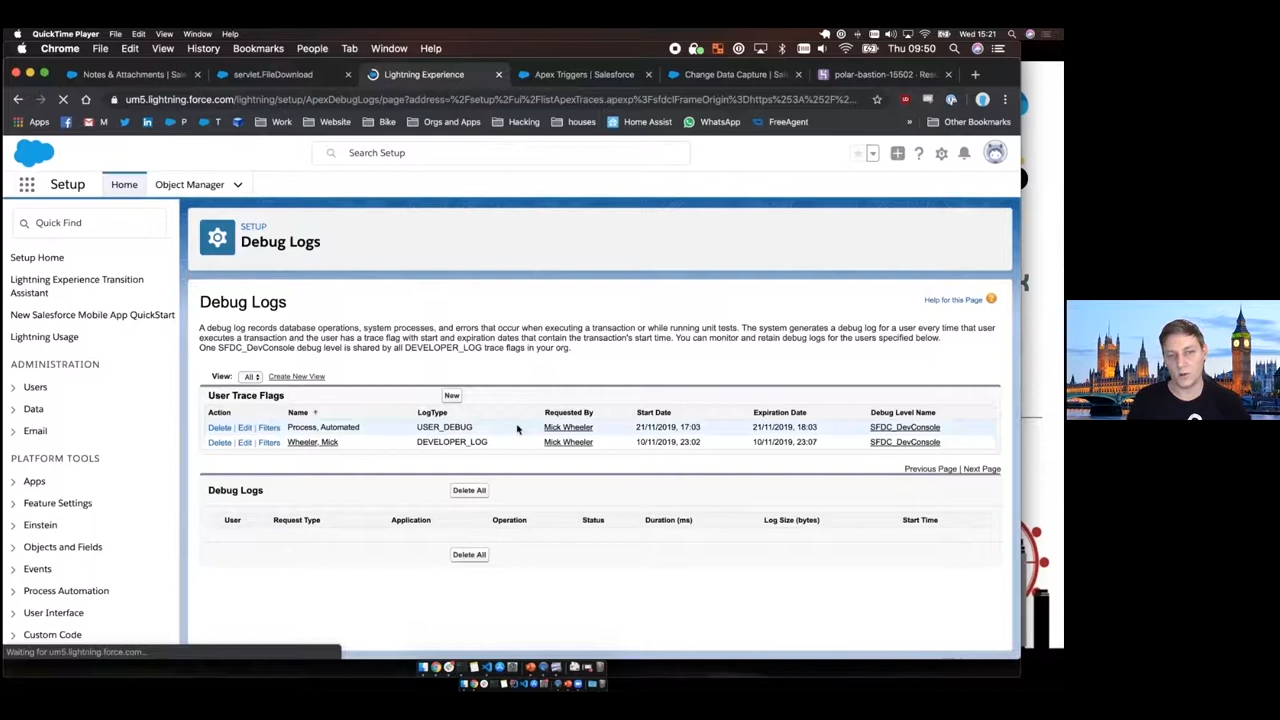 QuickTime Player File Edit View Window Help Wed 15:21
Chrome File Edit View History Bookmarks People Tab Window Help Thu 09:50
Notes & Attachments | Sal servlet.FileDownload Lightning Experience Apex Triggers | Salesforce Change Data Capture | Sal polar-bastion-15502 · Reso
um5.lightning.force.com/lightning/setup/ApexDebugLogs/page?address=%2Fsetup%2Fui%2FlistApexTraces.apexp%3FsfdcIFrameOrigin%3Dhttps%253A%252F%252F...
Apps M P T Work Website Bike Orgs and Apps Hacking houses Home Assist WhatsApp FreeAgent » Other Bookmarks
Search Setup
Setup Home Object Manager
Quick Find
Setup Home
Lightning Experience Transition
Assistant
New Salesforce Mobile App QuickStart
Lightning Usage
ADMINISTRATION
Users
Data
Email
PLATFORM TOOLS
Apps
Feature Settings
Einstein
Objects and Fields
Events
Process Automation
User Interface
Custom Code
Waiting for um5.lightning.force.com...
SETUP
Debug Logs
Debug Logs
Help for this Page
A debug log records database operations, system processes, and errors that occur when executing a transaction or while running unit tests. The system generates a debug log for a user every time that user
executes a transaction and the user has a trace flag with start and expiration dates that contain the transaction's start time. You can monitor and retain debug logs for the users specified below.
One SFDC_DevConsole debug level is shared by all DEVELOPER_LOG trace flags in your org.
View: All Create New View
User Trace Flags New
Action Name LogType Requested By Start Date Expiration Date Debug Level Name
Delete | Edit | Filters Process, Automated USER_DEBUG Mick Wheeler 21/11/2019, 17:03 21/11/2019, 18:03 SFDC_DevConsole
Delete | Edit | Filters Wheeler, Mick DEVELOPER_LOG Mick Wheeler 10/11/2019, 23:02 10/11/2019, 23:07 SFDC_DevConsole
Previous Page | Next Page
Debug Logs Delete All
User Request Type Application Operation Status Duration (ms) Log Size (bytes) Start Time
Delete All